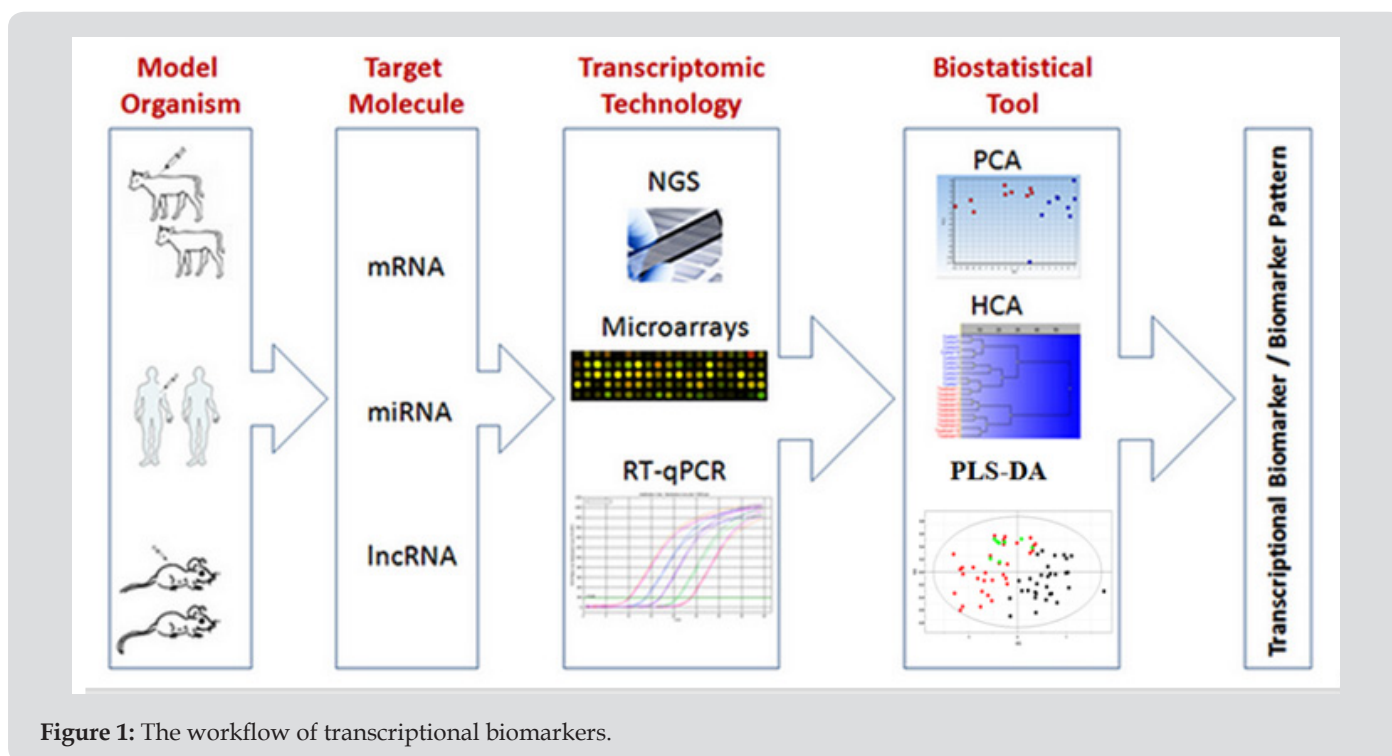 Model
Organism
Target
Molecule
Transcriptomic
Technology
Biostatistical
Tool
mRNA
miRNA
lncRNA
NGS
Microarrays
RT-qPCR
PCA
HCA
PLS-DA
Transcriptional Biomarker / Biomarker Pattern
Figure 1: The workflow of transcriptional biomarkers.